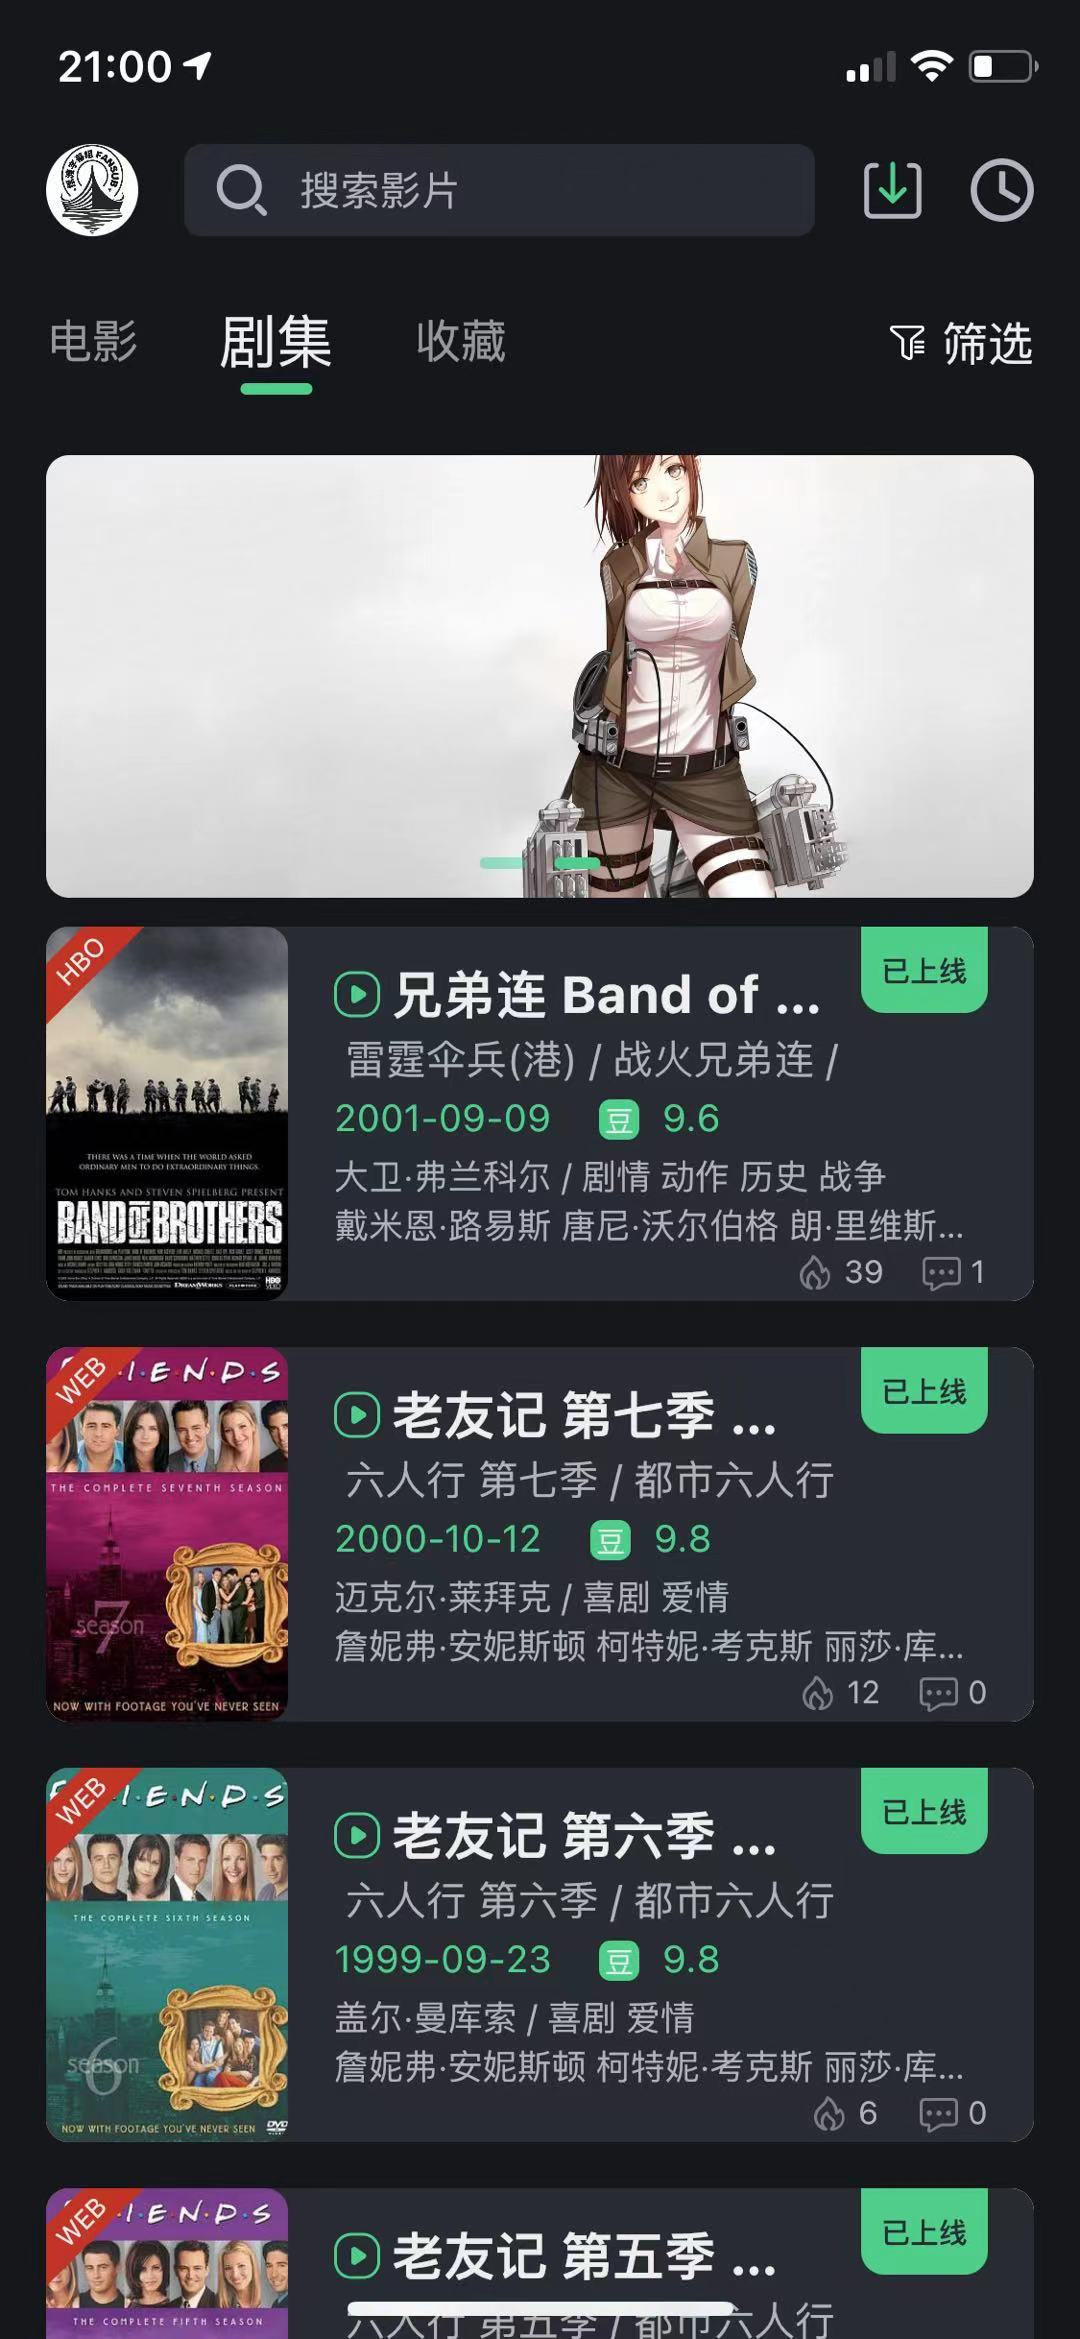 21:00
FANSUB
搜索影片
电影
剧集
收藏
筛选
HBO
THERE WAS A TIME WHEN THE WORLD ASKED
ORDINARY MEN TO DO EXTRAORDINARY THINGS.
TOM HANKS AND STEVEN SPIELBERG PRESENT
BAND OF BROTHERS
DREAMWORKS
HBO
VIDEO
兄弟连 Band of ...
已上线
雷霆伞兵(港) / 战火兄弟连 /
2001-09-09 豆 9.6
大卫·弗兰科尔 / 剧情 动作 历史 战争
戴米恩·路易斯 唐尼·沃尔伯格 朗·里维斯...
39 1
WEB
F·R·I·E·N·D·S
THE COMPLETE SEVENTH SEASON
season 7
NOW WITH FOOTAGE YOU'VE NEVER SEEN
老友记 第七季 ...
已上线
六人行 第七季 / 都市六人行
2000-10-12 豆 9.8
迈克尔·莱拜克 / 喜剧 爱情
詹妮弗·安妮斯顿 柯特妮·考克斯 丽莎·库...
12 0
WEB
F·R·I·E·N·D·S
THE COMPLETE SIXTH SEASON
season 6
NOW WITH FOOTAGE YOU'VE NEVER SEEN
DVD
老友记 第六季 ...
已上线
六人行 第六季 / 都市六人行
1999-09-23 豆 9.8
盖尔·曼库索 / 喜剧 爱情
詹妮弗·安妮斯顿 柯特妮·考克斯 丽莎·库...
6 0
WEB
F·R·I·E·N·D·S
THE COMPLETE FIFTH SEASON
老友记 第五季 ...
已上线
六人行 第五季 / 都市六人行